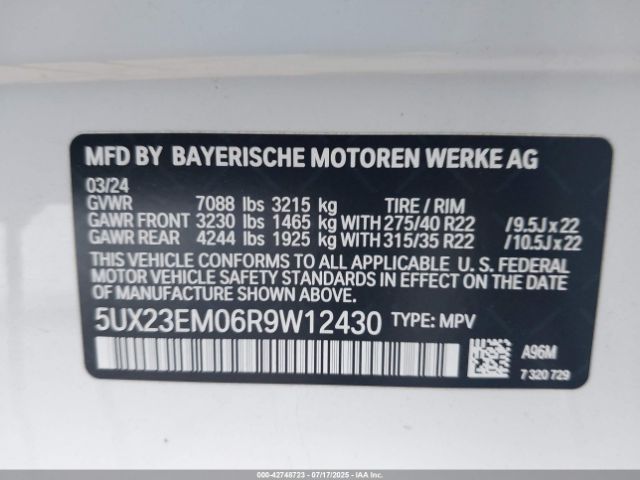 MFD BY BAYERISCHE MOTOREN WERKE AG
03/24
GVWR 7088 lbs 3215 kg TIRE / RIM
GAWR FRONT 3230 lbs 1465 kg WITH 275/40 R22 /9.5J x 22
GAWR REAR 4244 lbs 1925 kg WITH 315/35 R22 /10.5J x 22
THIS VEHICLE CONFORMS TO ALL APPLICABLE U. S. FEDERAL
MOTOR VEHICLE SAFETY STANDARDS IN EFFECT ON THE
DATE OF MANUFACTURE SHOWN ABOVE.
5UX23EM06R9W12430 TYPE: MPV
A96M
7 320 729
000-42748723 - 07/17/2025 - IAA Inc.